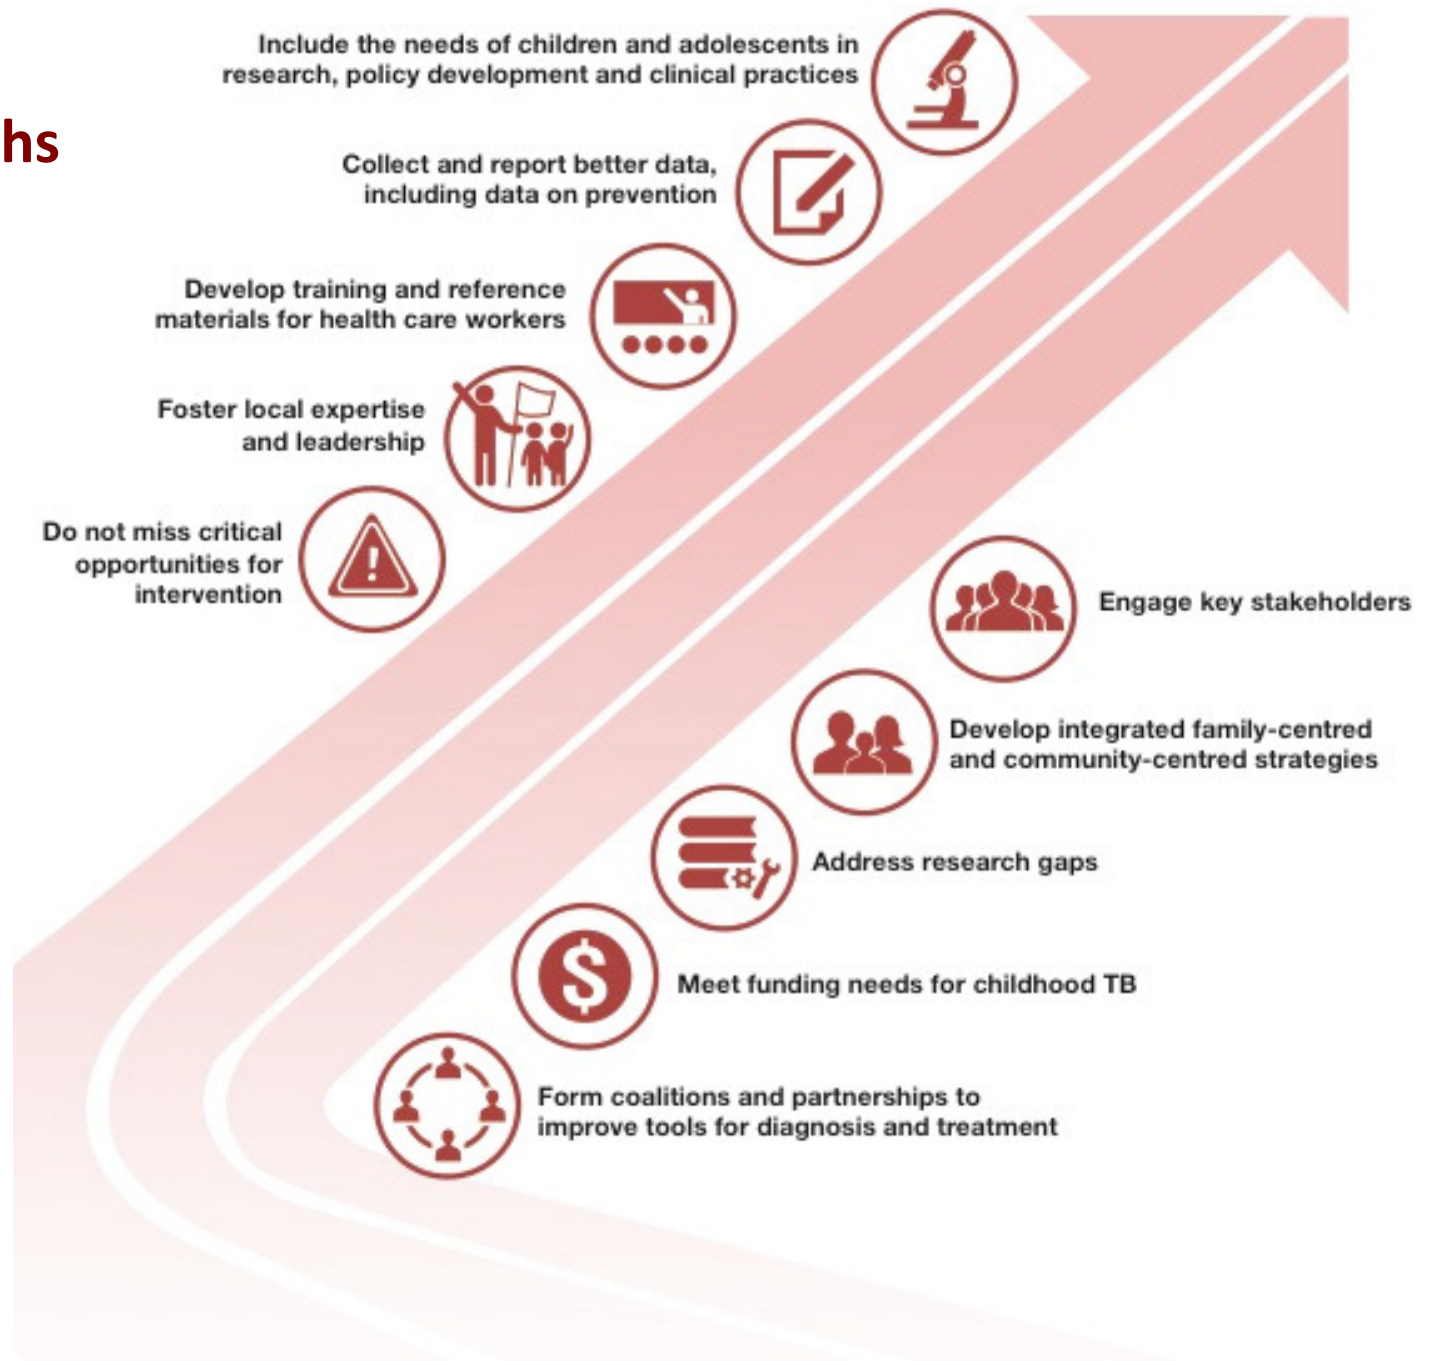 Include the needs of children and adolescents in
research, policy development and clinical practices
hs
Collect and report better data,
including data on prevention
Develop training and reference
materials for health care workers
Foster local expertise
and leadership
Do not miss critical
opportunities for
intervention
Engage key stakeholders
Develop integrated family-centred
and community-centred strategies
Address research gaps
$
Meet funding needs for childhood TB
Form coalitions and partnerships to
improve tools for diagnosis and treatment